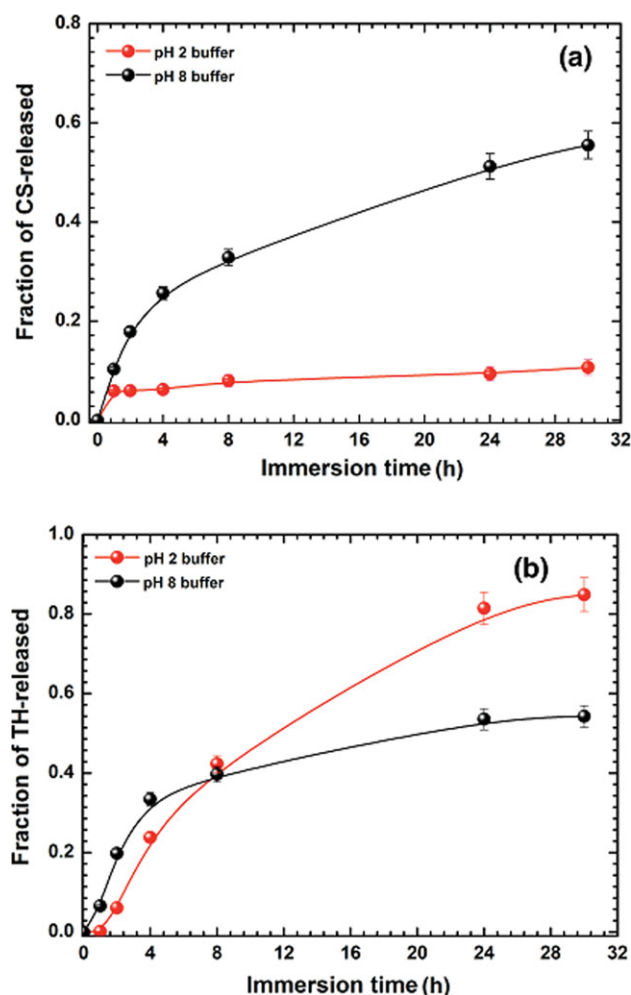 0.8
pH 2 buffer
(a)
pH 8 buffer
0.6
0.4
0.2
0.0
Fraction of CS-released
0 4 8 12 16 20 24 28 32
Immersion time (h)
1.0
pH 2 buffer
(b)
pH 8 buffer
0.8
0.6
0.4
0.2
0.0
Fraction of TH-released
0 4 8 12 16 20 24 28 32
Immersion time (h)